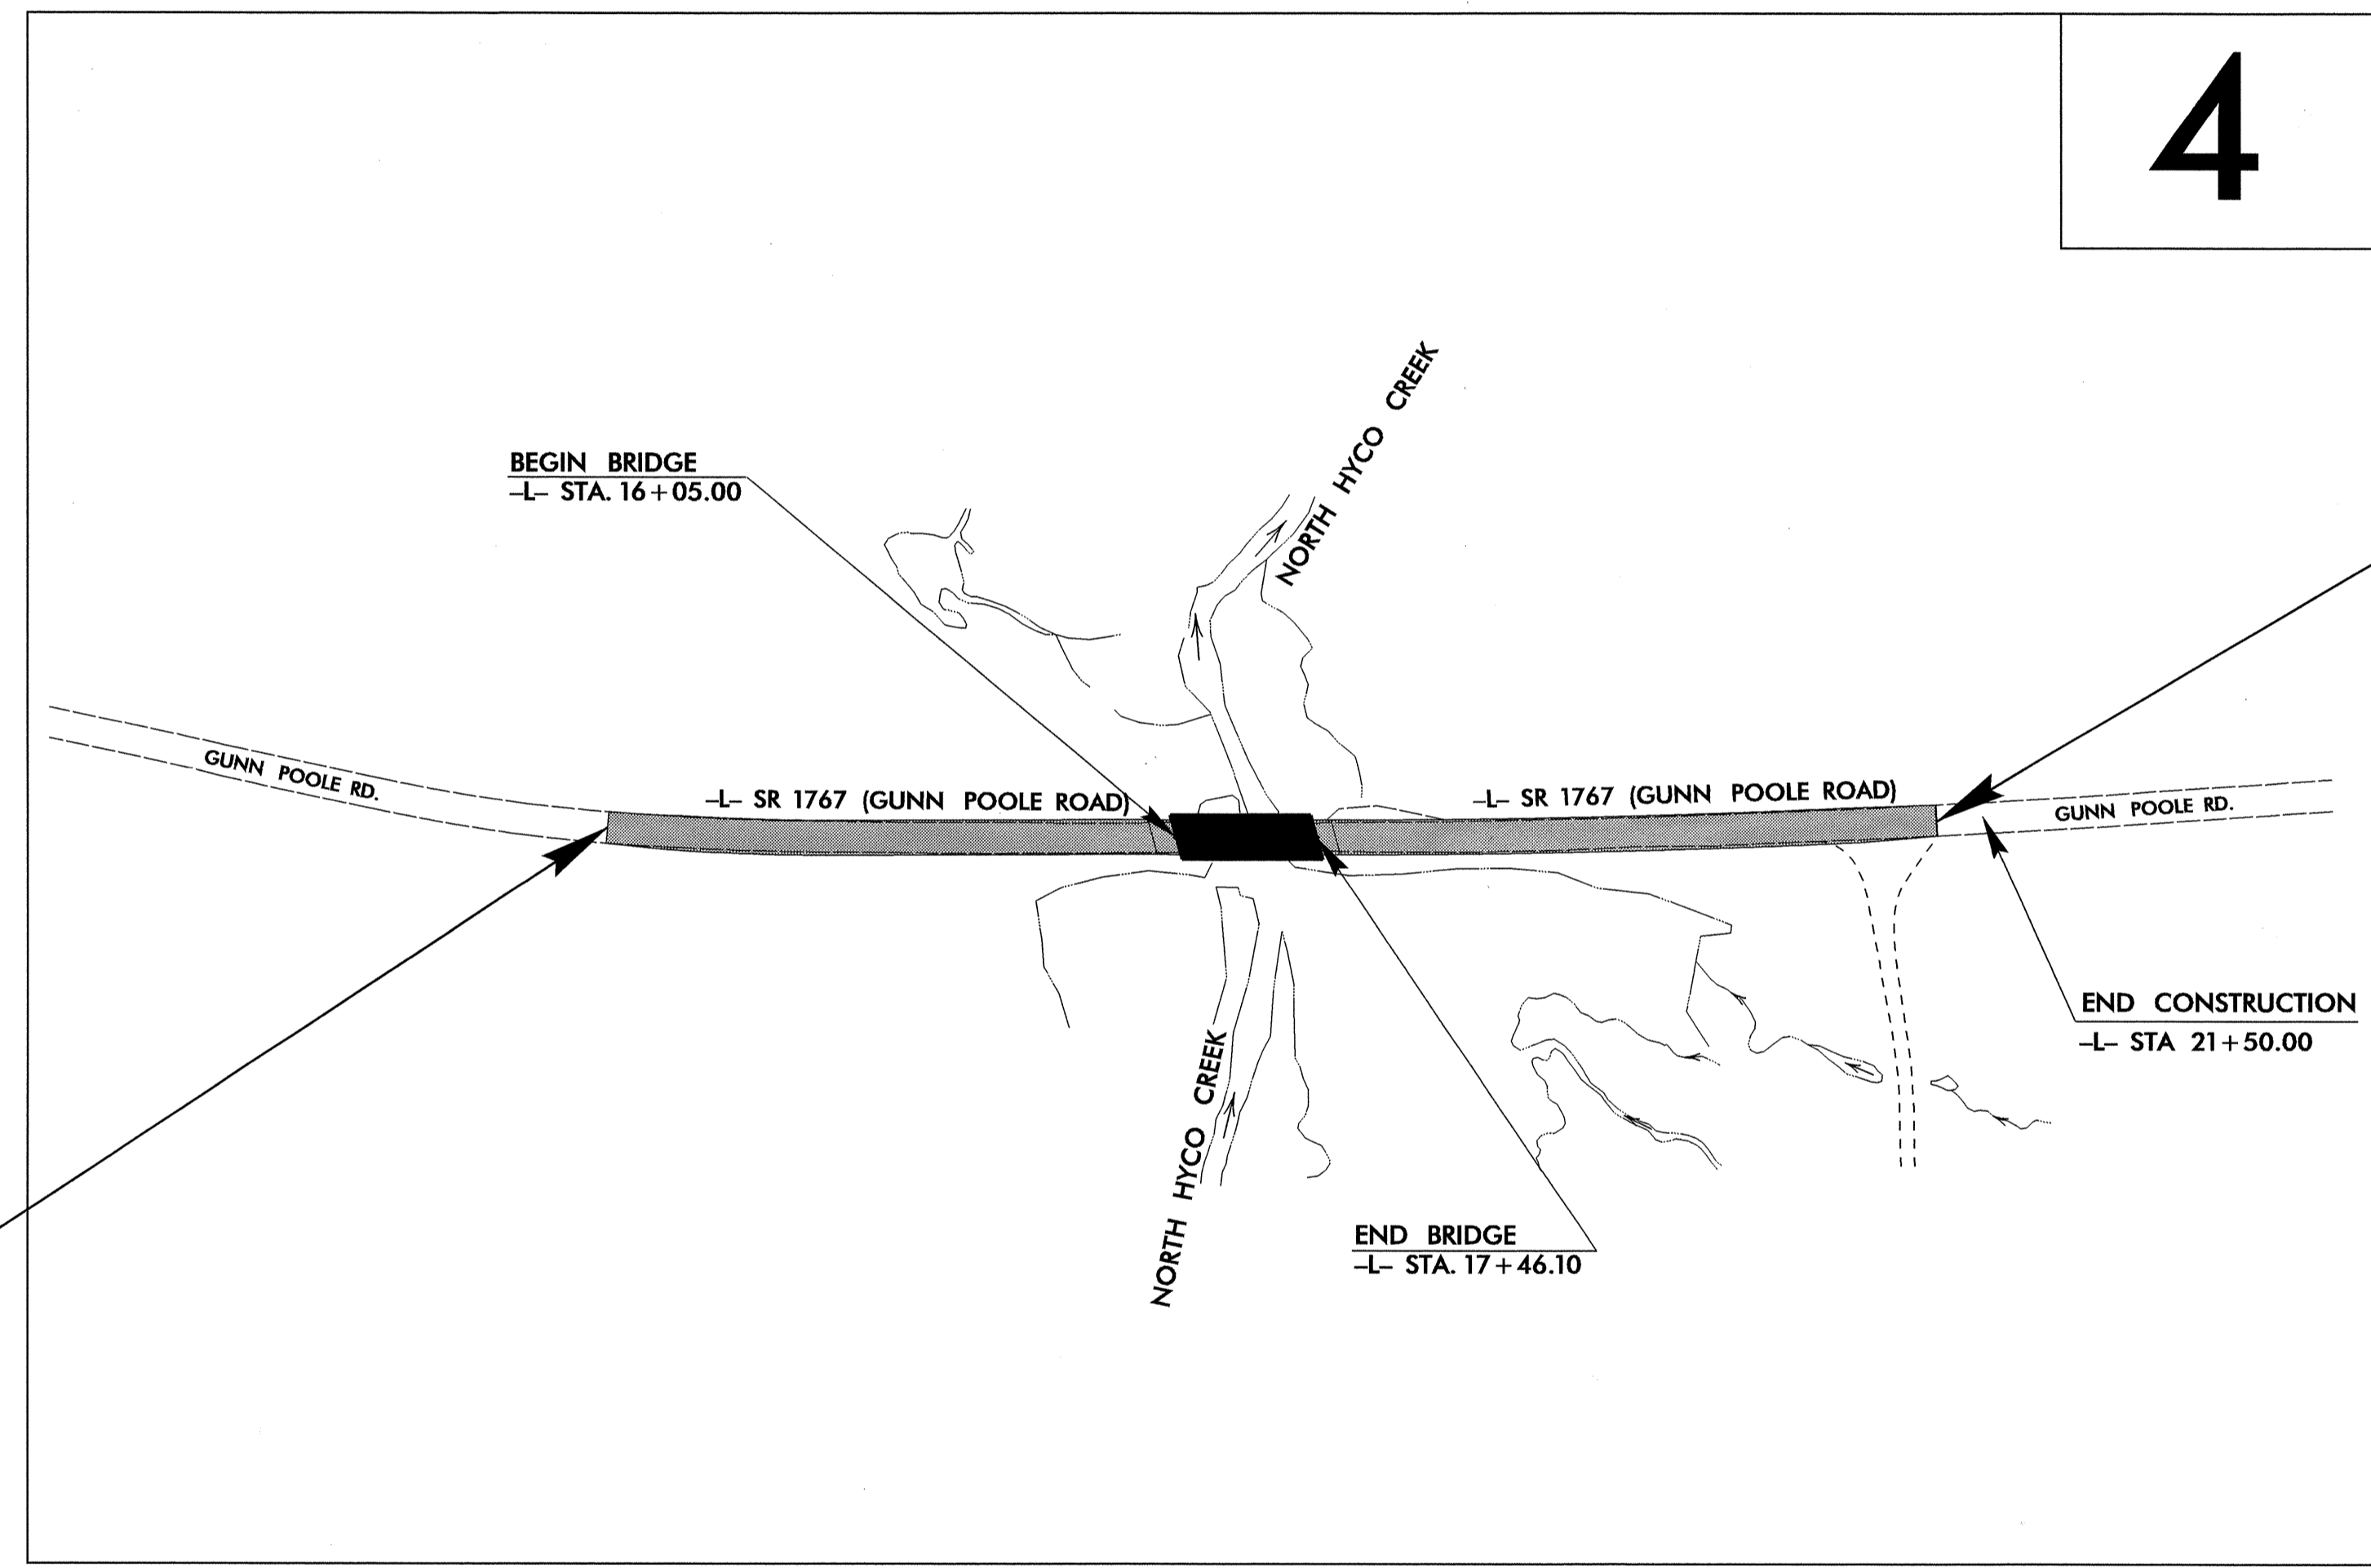 4
NORTH HYCO CREEK
BEGIN BRIDGE
-L- STA. 16+05.00
GUNN POOLE RD.
-L- SR 1767 (GUNN POOLE ROAD)
-L- SR 1767 (GUNN POOLE ROAD)
GUNN POOLE RD.
END CONSTRUCTION
-L- STA 21+50.00
NORTH HYCO CREEK
END BRIDGE
-L- STA. 17+46.10